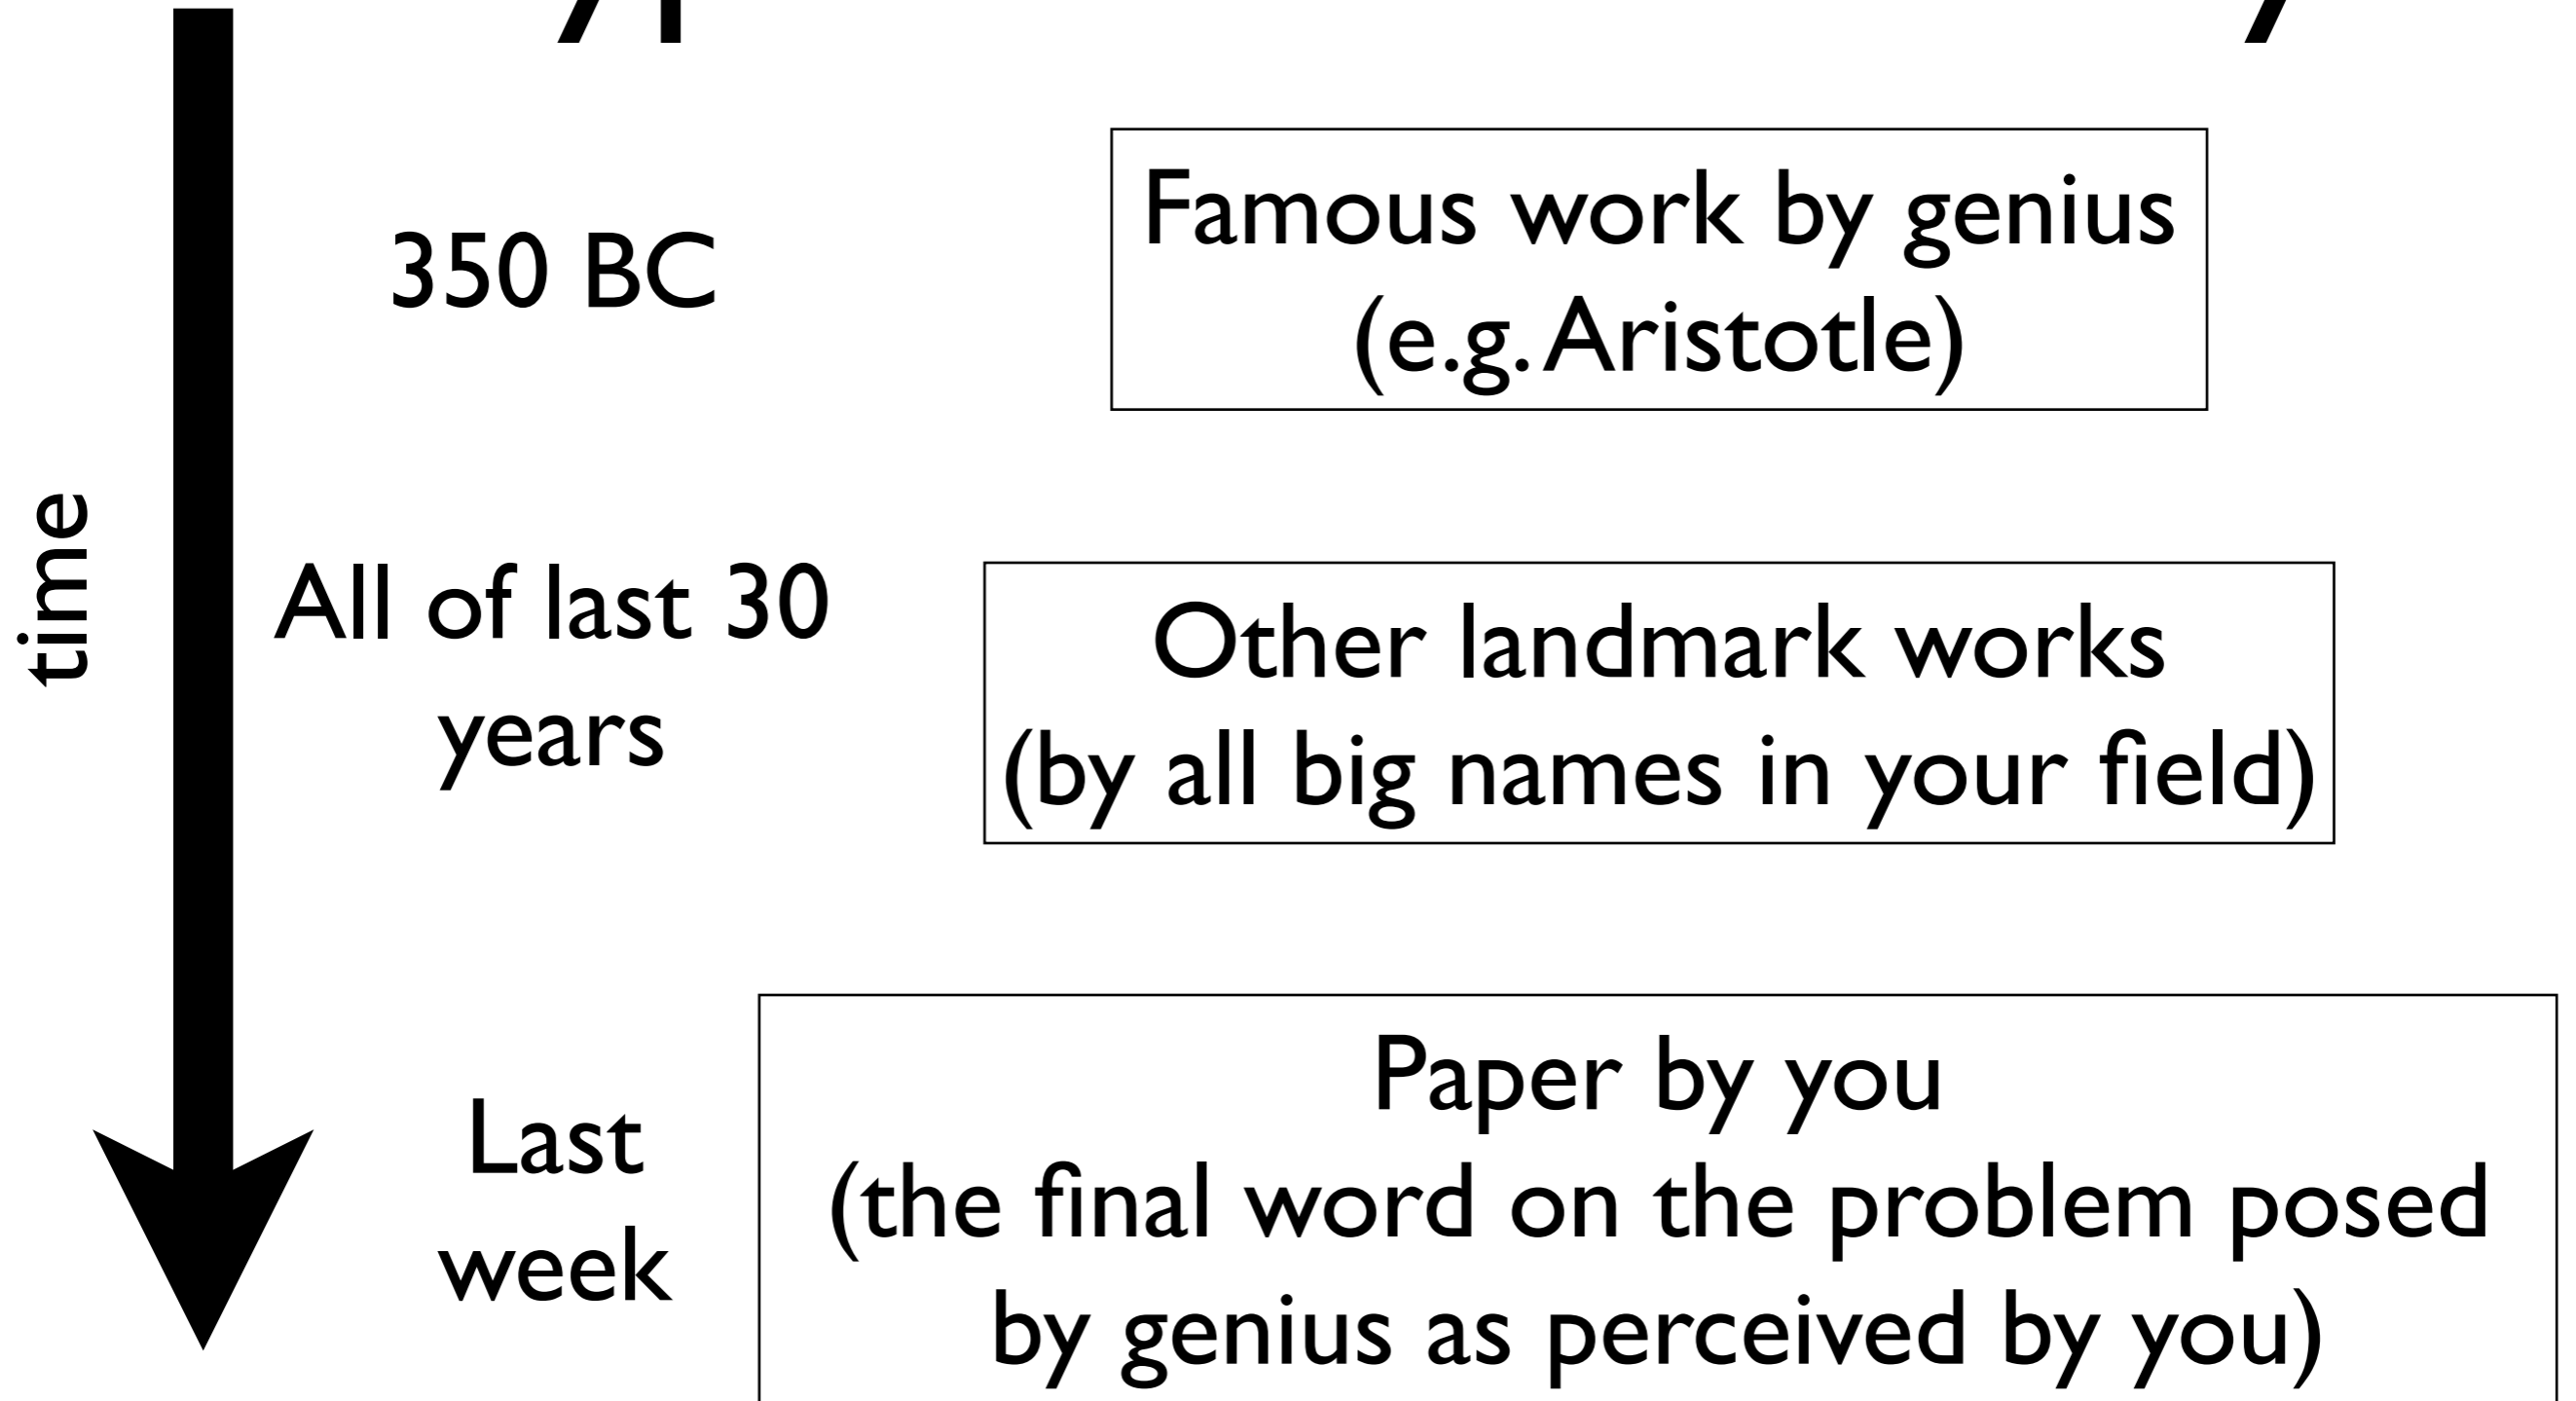 350 BC
Famous work by genius
(e.g. Aristotle)
time
All of last 30
years
Other landmark works
(by all big names in your field)
Last
week
Paper by you
(the final word on the problem posed
by genius as perceived by you)